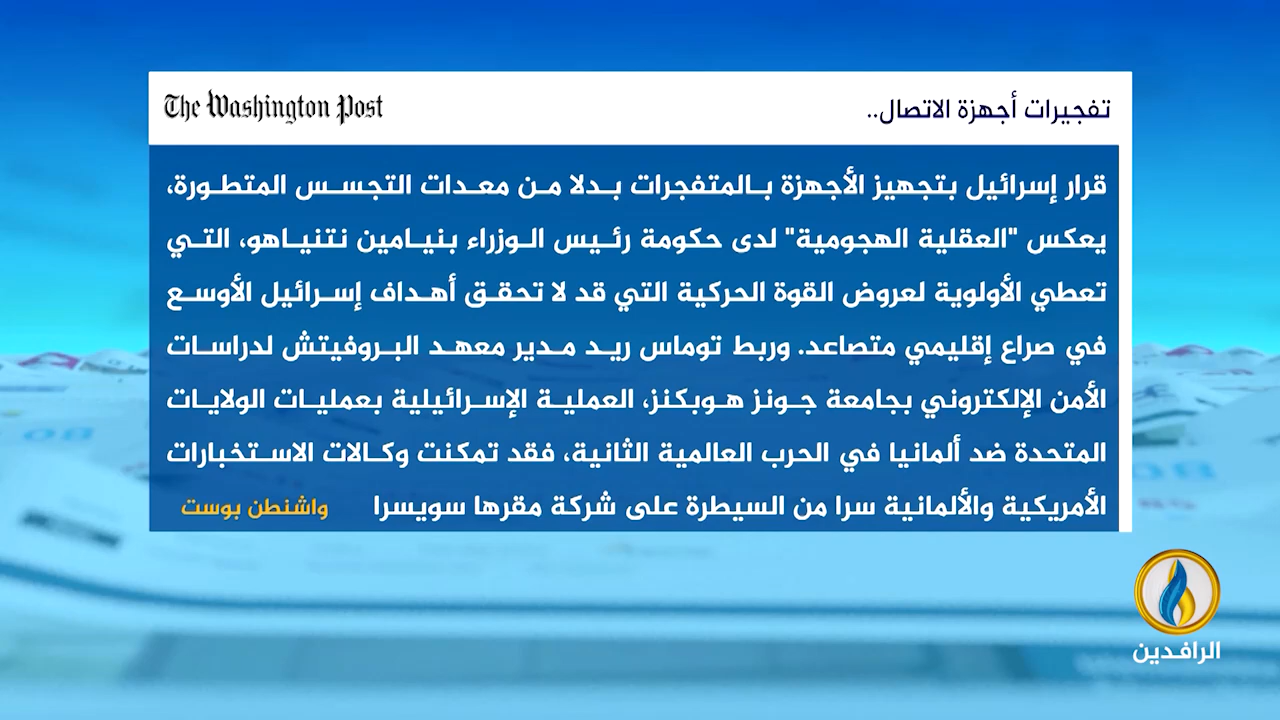 The Washington Post
تفجيرات أجهزة الاتصال..
قرار إسرائيل بتجهيز الأجهزة بالمتفجرات بدلا من معدات التجسس المتطورة،
يعكس "العقلية الهجومية" لدى حكومة رئيس الوزراء بنيامين نتنياهو، التي
تعطي الأولوية لعروض القوة الحركية التي قد لا تحقق أهداف إسرائيل الأوسع
في صراع إقليمي متصاعد. وربط توماس ريد مدير معهد البروفيتش لدراسات
الأمن الإلكتروني بجامعة جونز هوبكنز، العملية الإسرائيلية بعمليات الولايات
المتحدة ضد ألمانيا في الحرب العالمية الثانية، فقد تمكنت وكالات الاستخبارات
الأمريكية والألمانية سرا من السيطرة على شركة مقرها سويسرا
واشنطن بوست
الرافدين